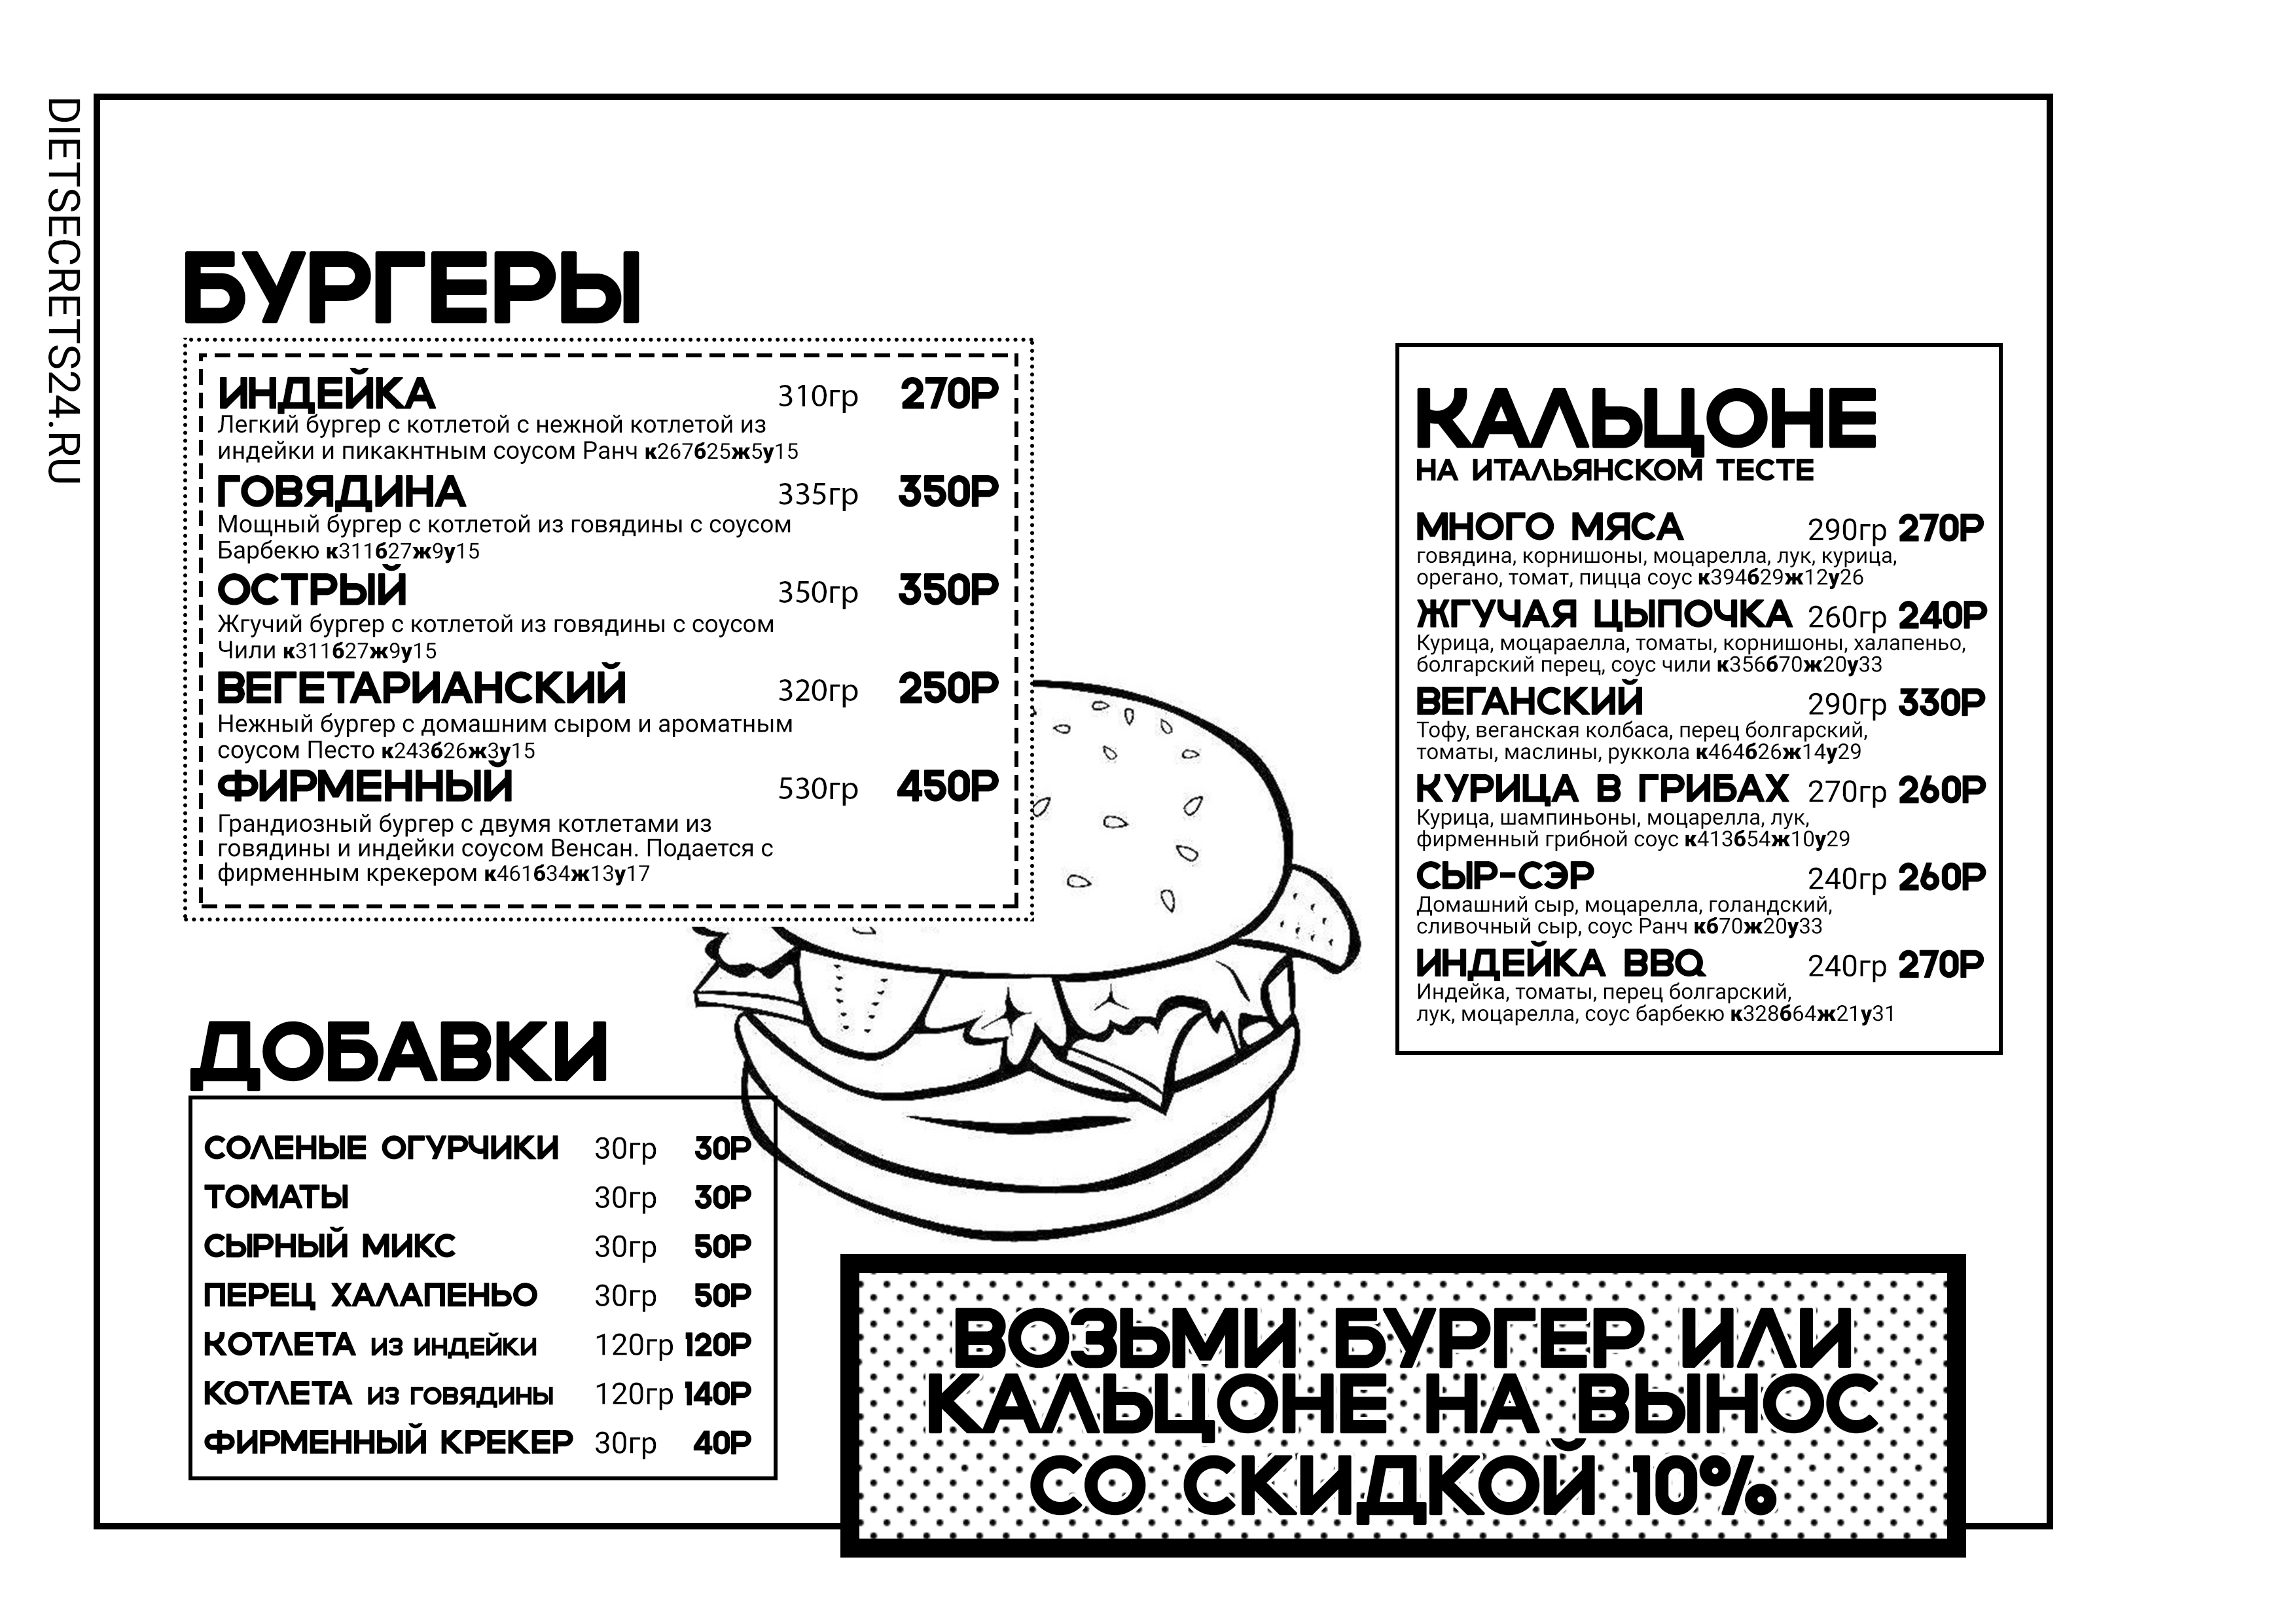 DIETSECRETS24.RU
БУРГЕРЫ
ИНДЕЙКА 310гр 270Р
Легкий бургер с котлетой с нежной котлетой из
индейки и пикакнтным соусом Ранч к267б25ж5у15
ГОВЯДИНА 335гр 350Р
Мощный бургер с котлетой из говядины с соусом
Барбекю к311б27ж9у15
ОСТРЫЙ 350гр 350Р
Жгучий бургер с котлетой из говядины с соусом
Чили к311б27ж9у15
ВЕГЕТАРИАНСКИЙ 320гр 250Р
Нежный бургер с домашним сыром и ароматным
соусом Песто к243б26ж3у15
ФИРМЕННЫЙ 530гр 450Р
Грандиозный бургер с двумя котлетами из
говядины и индейки соусом Венсан. Подается с
фирменным крекером к461б34ж13у17
ДОБАВКИ
СОЛЕНЫЕ ОГУРЧИКИ 30гр 30Р
ТОМАТЫ 30гр 30Р
СЫРНЫЙ МИКС 30гр 50Р
ПЕРЕЦ ХАЛАПЕНЬО 30гр 50Р
КОТЛЕТА ИЗ ИНДЕЙКИ 120гр 120Р
КОТЛЕТА ИЗ ГОВЯДИНЫ 120гр 140Р
ФИРМЕННЫЙ КРЕКЕР 30гр 40Р
КАЛЬЦОНЕ
НА ИТАЛЬЯНСКОМ ТЕСТЕ
МНОГО МЯСА 290гр 270Р
говядина, корнишоны, моцарелла, лук, курица,
орегано, томат, пицца соус к394б29ж12у26
ЖГУЧАЯ ЦЫПОЧКА 260гр 240Р
Курица, моцараелла, томаты, корнишоны, халапеньо,
болгарский перец, соус чили к356б70ж20у33
ВЕГАНСКИЙ 290гр 330Р
Тофу, веганская колбаса, перец болгарский,
томаты, маслины, руккола к464б26ж14у29
КУРИЦА В ГРИБАХ 270гр 260Р
Курица, шампиньоны, моцарелла, лук,
фирменный грибной соус к413б54ж10у29
СЫР-СЭР 240гр 260Р
Домашний сыр, моцарелла, голандский,
сливочный сыр, соус Ранч кб70ж20у33
ИНДЕЙКА BBQ 240гр 270Р
Индейка, томаты, перец болгарский,
лук, моцарелла, соус барбекю к328б64ж21у31
ВОЗЬМИ БУРГЕР ИЛИ
КАЛЬЦОНЕ НА ВЫНОС
СО СКИДКОЙ 10%